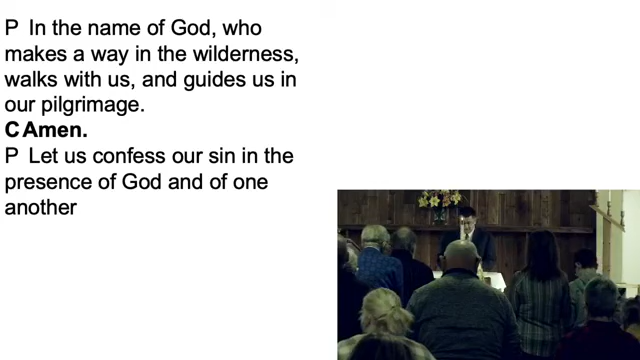 P In the name of God, who
makes a way in the wilderness,
walks with us, and guides us in
our pilgrimage.
C Amen.
P Let us confess our sin in the
presence of God and of one
another